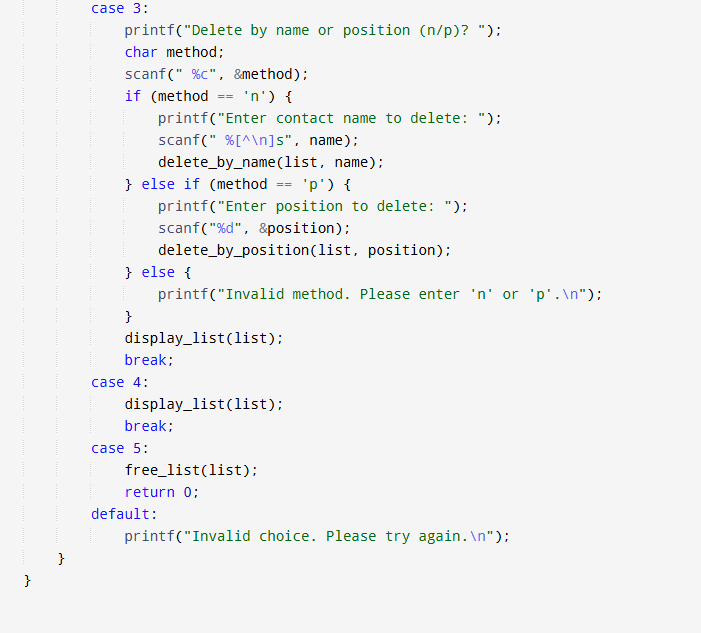 case 3:
printf("Delete by name or position (n/p)? ");
char method;
scanf(" %c", &method);
if (method == 'n') {
printf("Enter contact name to delete: ");
scanf(" %[^\n]s", name);
delete_by_name(list, name);
} else if (method == 'p') {
printf("Enter position to delete: ");
scanf("%d", &position);
delete_by_position(list, position);
} else {
printf("Invalid method. Please enter 'n' or 'p'.\n");
}
display_list(list);
break;
case 4:
display_list(list);
break;
case 5:
free_list(list);
return 0;
default:
printf("Invalid choice. Please try again.\n");
}
}